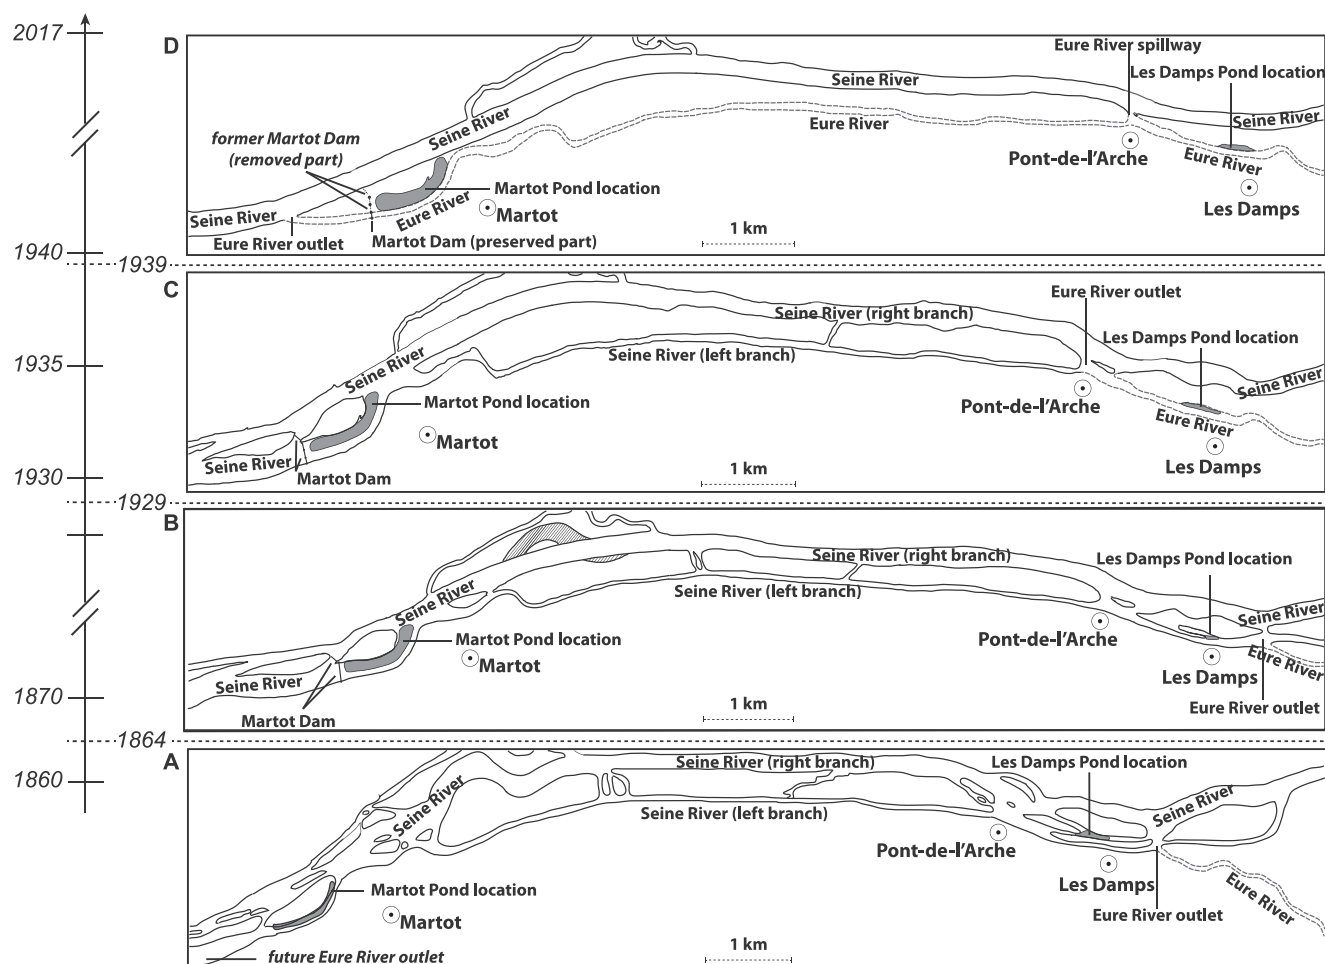 2017
D
Eure River spillway
Les Damps Pond location
Seine River
Seine River
Eure River
Seine River
former Martot Dam
(removed part)
Pont-de-l'Arche
Eure River
Martot Pond location
Les Damps
Seine River
Eure River
Martot
Eure River outlet
Martot Dam (preserved part)
1 km
1940
1939
C
Eure River outlet
Seine River (right branch)
Les Damps Pond location
Seine River (left branch)
1935
Seine River
Seine River
Martot Pond location
Pont-de-l'Arche
Eure River
Martot
Seine River
Les Damps
Martot Dam
1 km
1930
1929
B
Seine River (right branch)
Les Damps Pond location
Seine River (left branch)
Seine River
Seine River
Martot Pond location
Pont-de-l'Arche
Martot
Eure River
Seine River
Les Damps
1870
Martot Dam
Eure River outlet
1 km
1864
A
Seine River (right branch)
Les Damps Pond location
1860
Seine River
Seine River
Seine River (left branch)
Pont-de-l'Arche
Les Damps
Martot Pond location
Eure River
Martot
Eure River outlet
1 km
future Eure River outlet